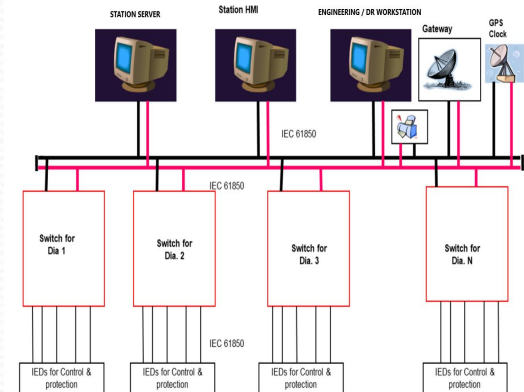 STATION SERVER
Station HMI
ENGINEERING / DR WORKSTATION
Gateway
GPS
Clock
IEC 61850
IEC 61850
Switch for
Dia 1
Switch for
Dia. 2
Switch for
Dia. 3
Switch for
Dia. N
IEC 61850
IEDs for Control &
protection
IEDs for Control &
protection
IEDs for Control &
protection
IEDs for Control &
protection